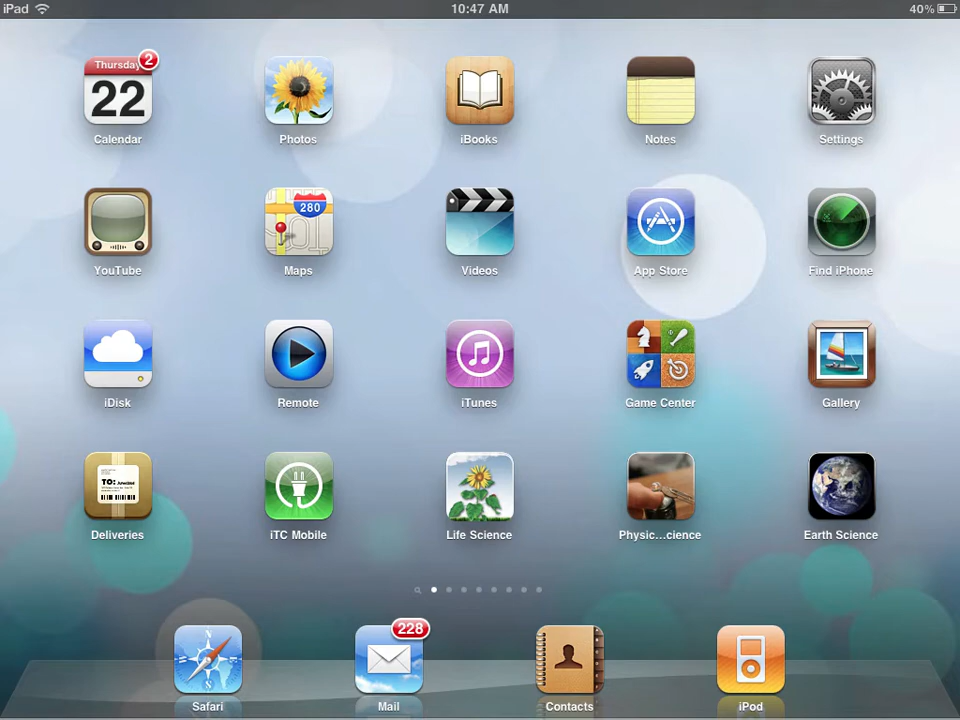 iPad 10:47 AM 40%
Thursday 2
22 280
Calendar Photos iBooks Notes Settings
YouTube Maps Videos App Store Find iPhone
iDisk Remote iTunes Game Center Gallery
TO:
Deliveries iTC Mobile Life Science Physic...cience Earth Science
228
N
Safari Mail Contacts iPod